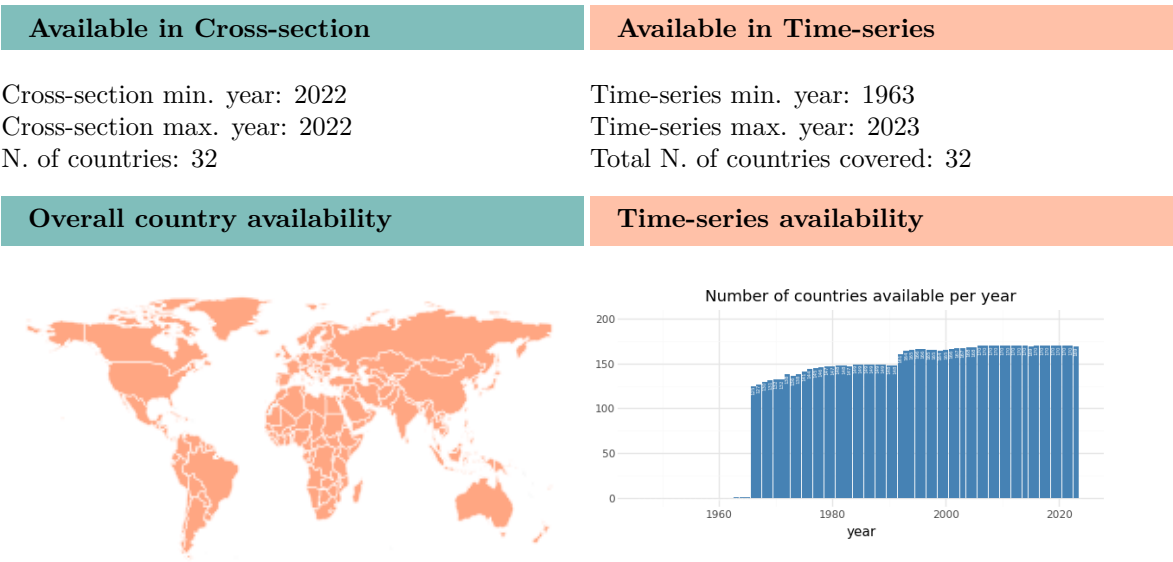 Available in Cross-section
Available in Time-series
Cross-section min. year: 2022
Cross-section max. year: 2022
N. of countries: 32
Time-series min. year: 1963
Time-series max. year: 2023
Total N. of countries covered: 32
Overall country availability
Time-series availability
Number of countries available per year
200
150
100
50
0
1960
1980
2000
2020
year